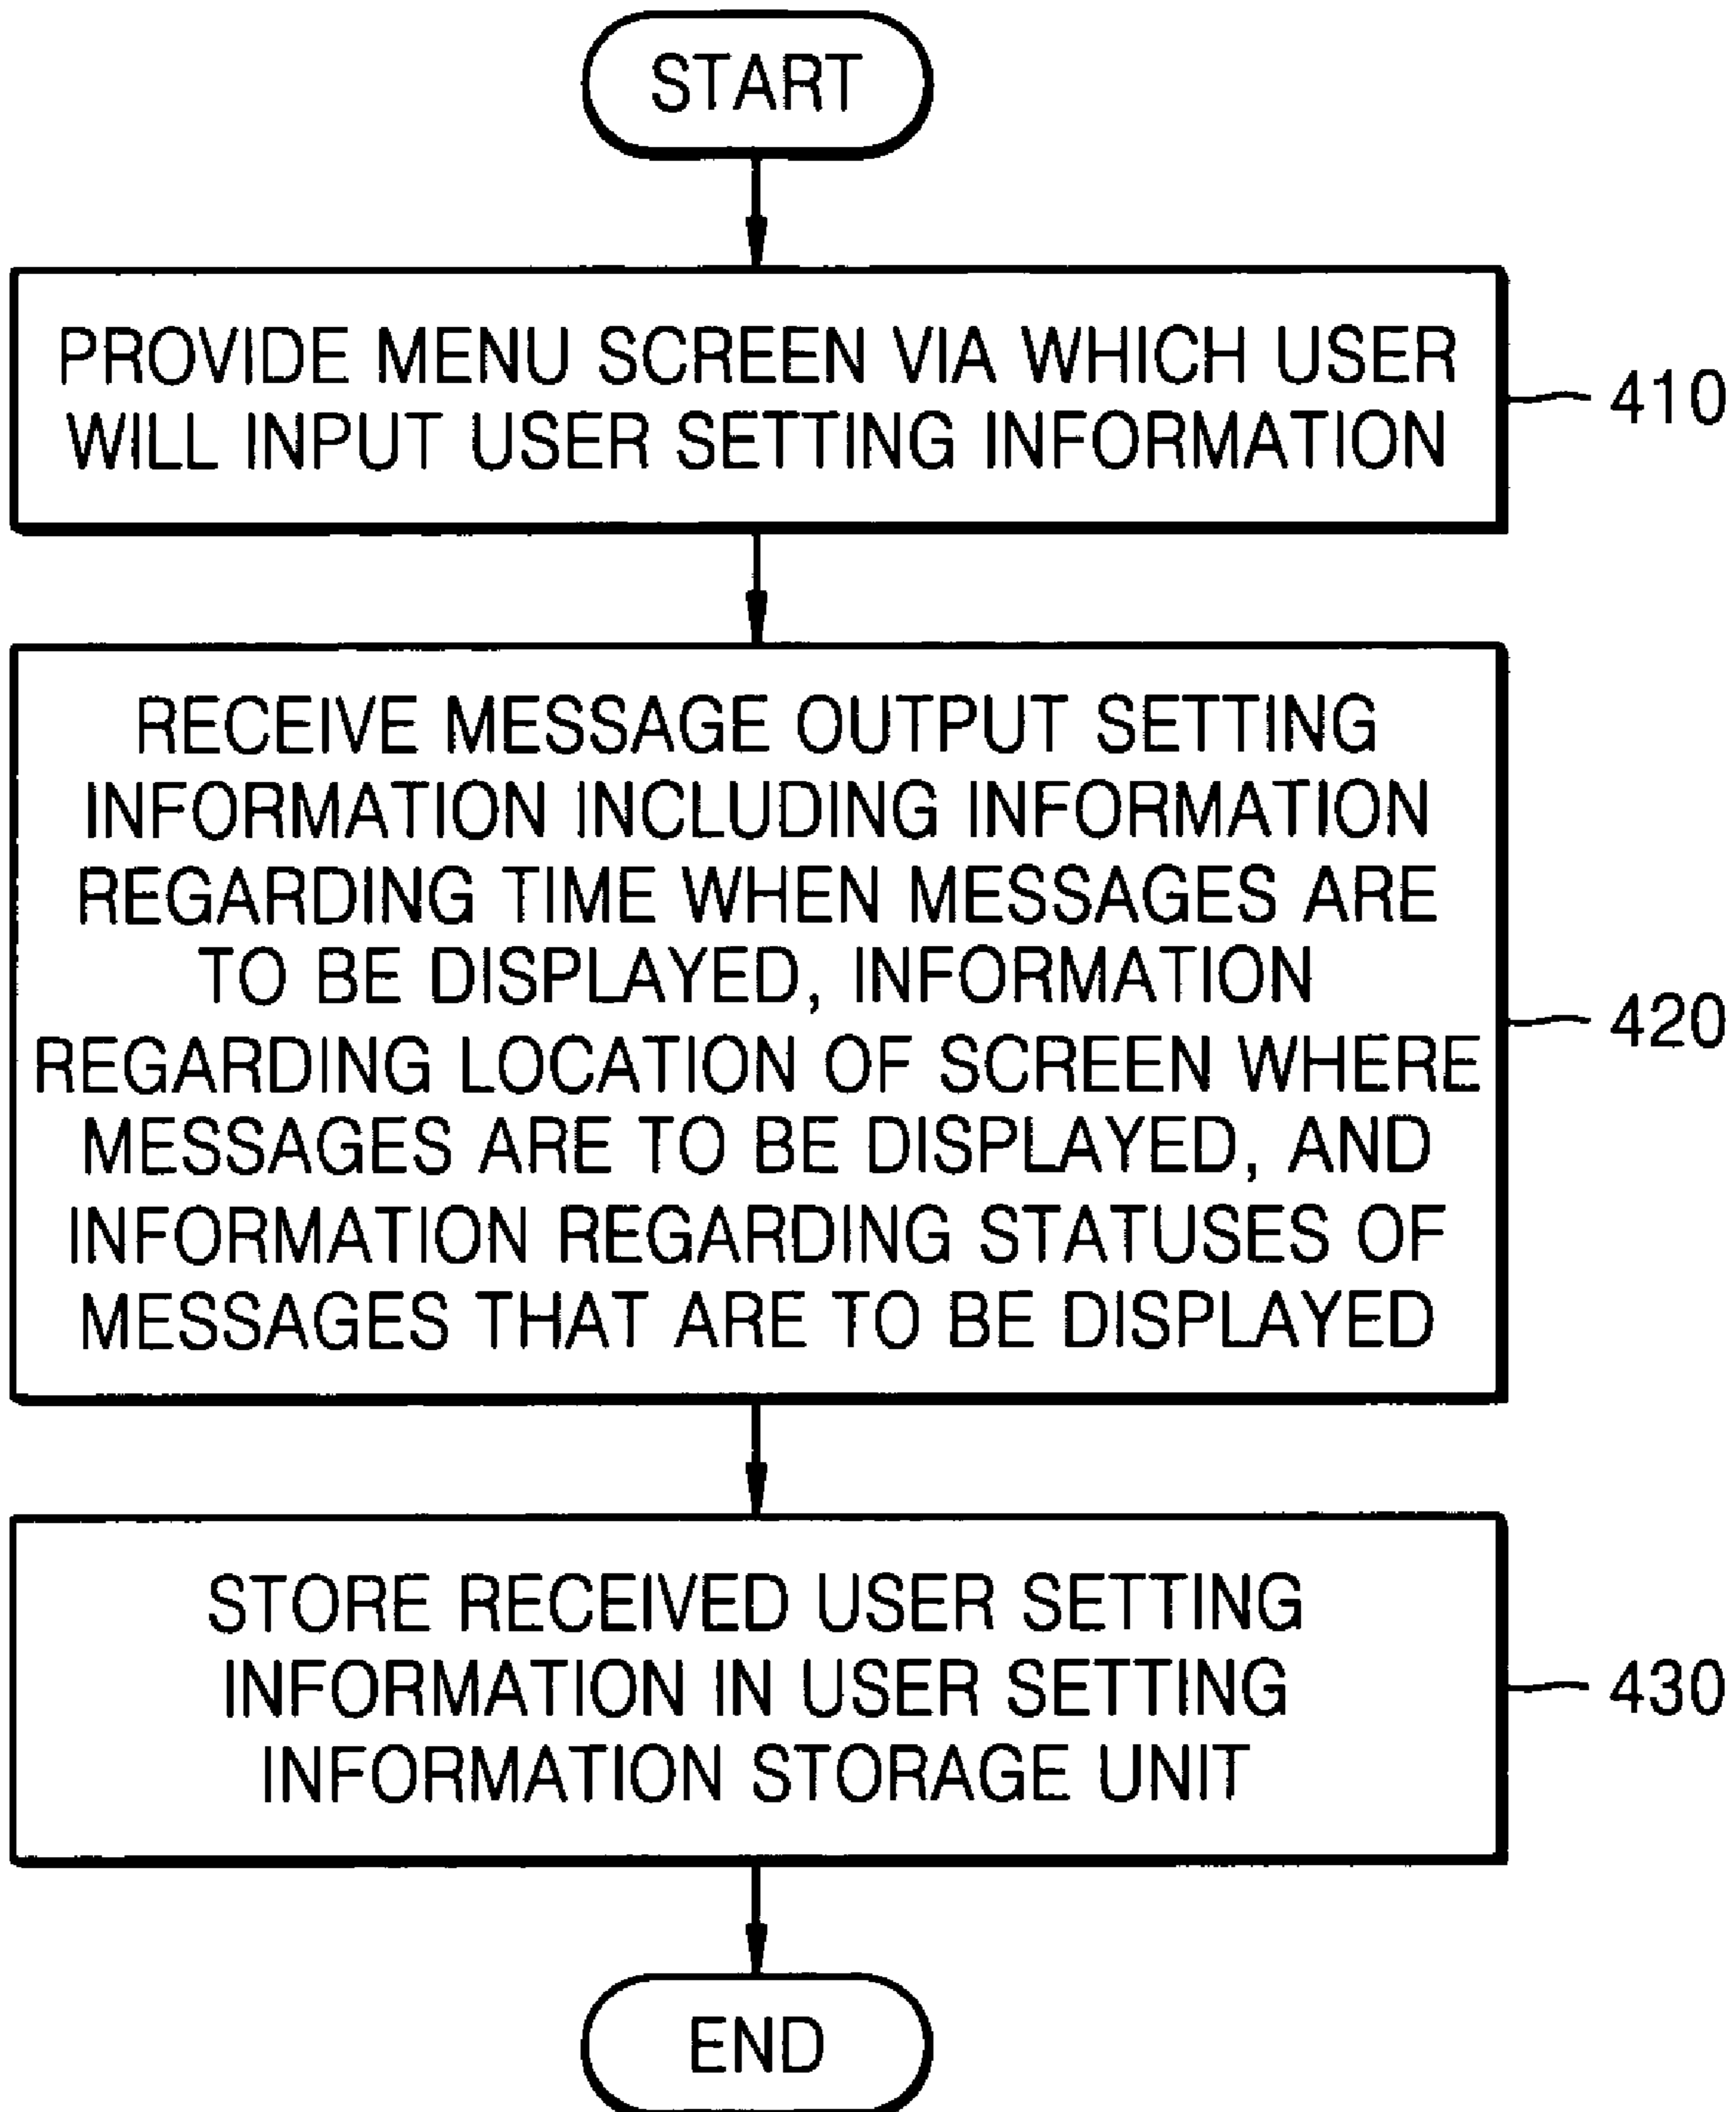 START
PROVIDE MENU SCREEN VIA WHICH USER
WILL INPUT USER SETTING INFORMATION
410
RECEIVE MESSAGE OUTPUT SETTING
INFORMATION INCLUDING INFORMATION
REGARDING TIME WHEN MESSAGES ARE
TO BE DISPLAYED, INFORMATION
REGARDING LOCATION OF SCREEN WHERE
MESSAGES ARE TO BE DISPLAYED, AND
INFORMATION REGARDING STATUSES OF
MESSAGES THAT ARE TO BE DISPLAYED
420
STORE RECEIVED USER SETTING
INFORMATION IN USER SETTING
INFORMATION STORAGE UNIT
430
END